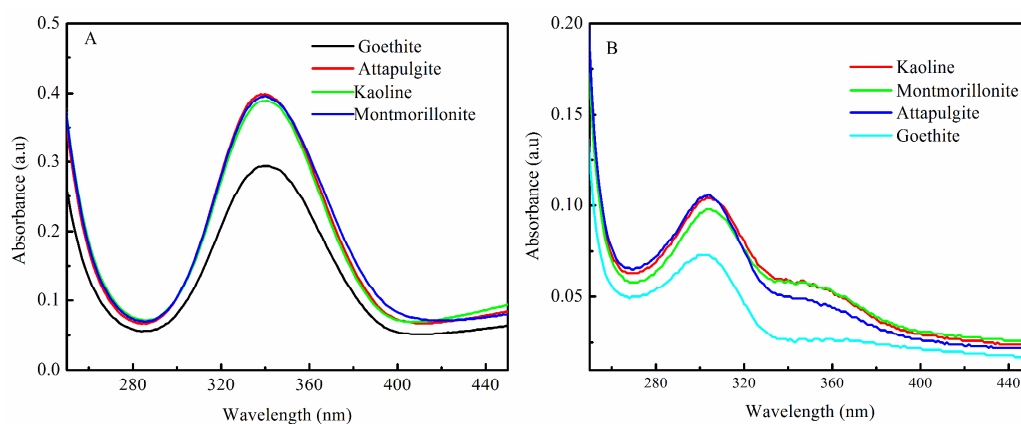 A
Goethite
Attapulgite
Kaoline
Montmorillonite
0.5
0.4
0.3
0.2
0.1
0.0
280 320 360 400 440
Absorbance (a.u)
Wavelength (nm)
B
Kaoline
Montmorillonite
Attapulgite
Goethite
0.20
0.15
0.10
0.05
280 320 360 400 440
Absorbance (a.u)
Wavelength (nm)